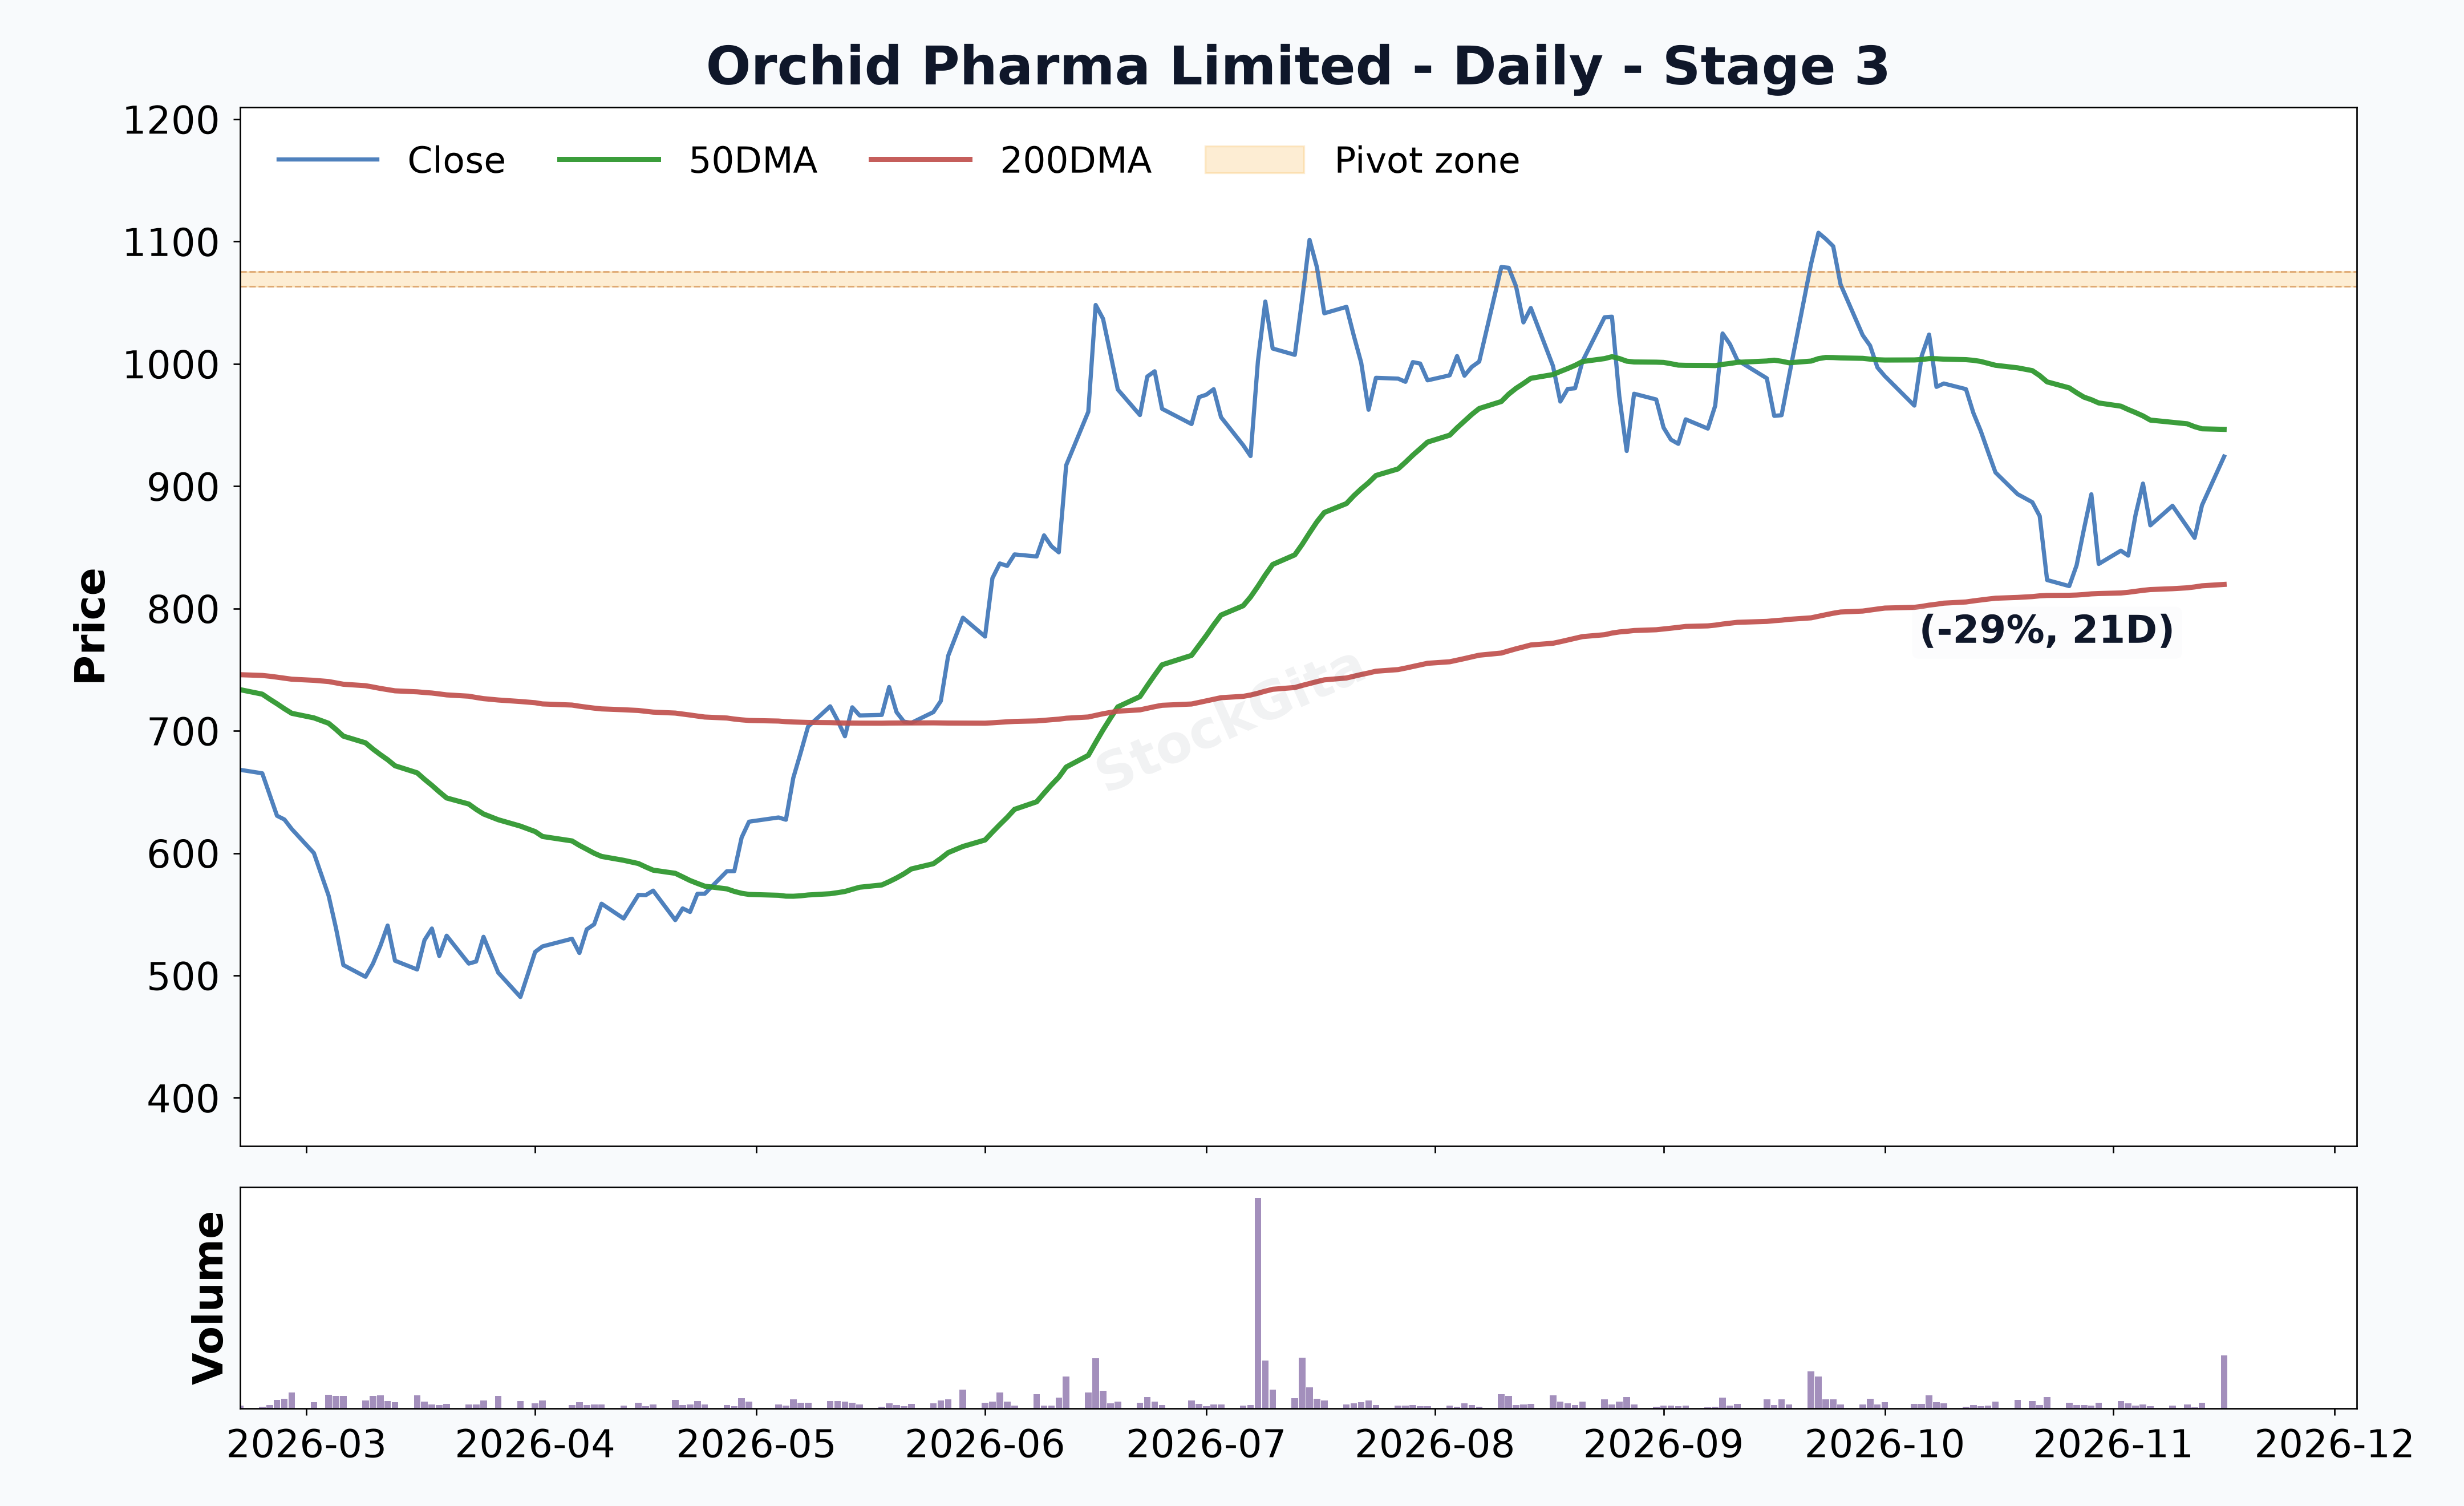 Orchid Pharma Limited - Daily - Stage 3
Close 50DMA 200DMA Pivot zone
Price
1200
1100
1000
900
800
700
600
500
400
(-29%, 21D)
StockGita
Volume
2026-03 2026-04 2026-05 2026-06 2026-07 2026-08 2026-09 2026-10 2026-11 2026-12